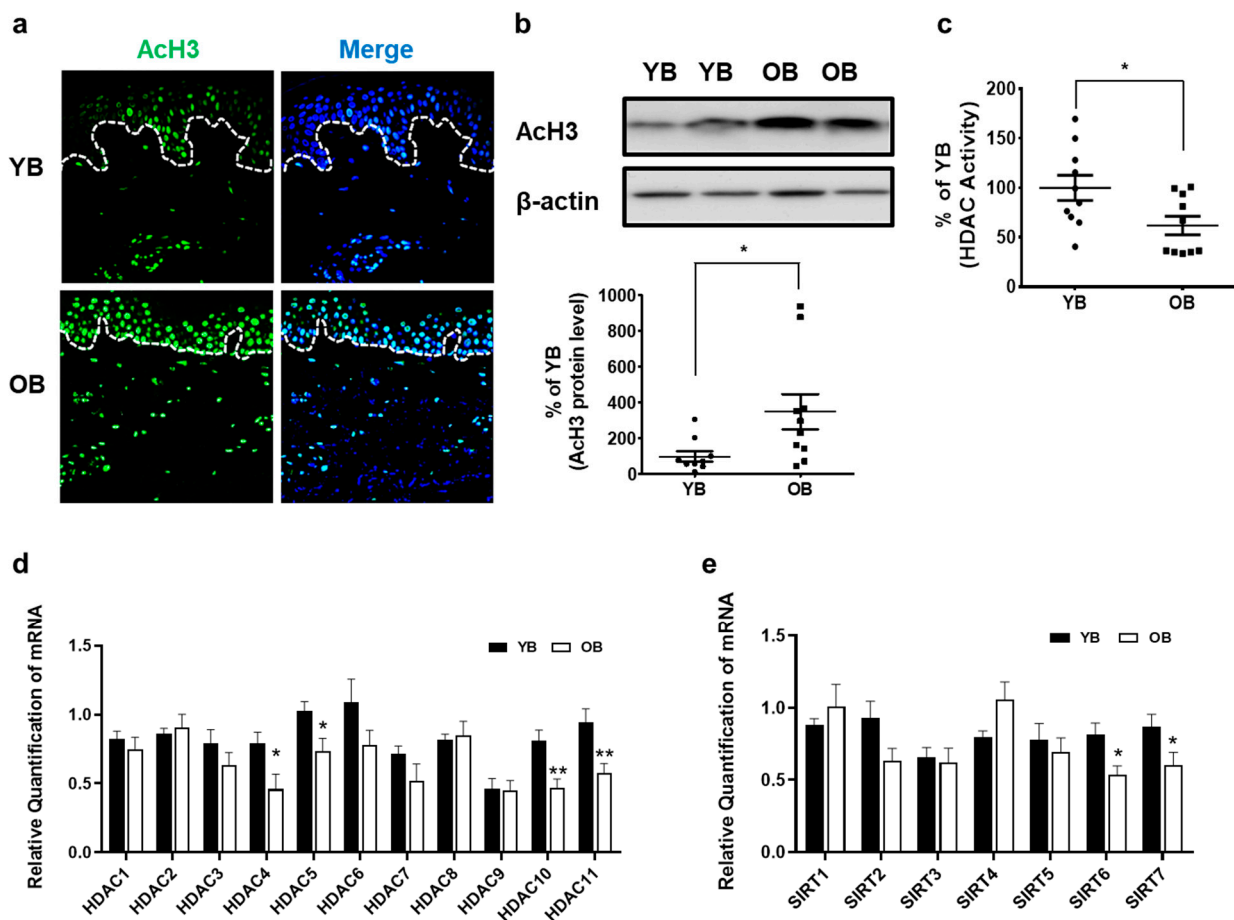 a
AcH3 Merge
YB
OB
b
YB YB OB OB
AcH3
β-actin
*
% of YB
(AcH3 protein level)
1000
800
600
400
200
0
YB OB
c
*
% of YB
(HDAC Activity)
200
150
100
50
0
YB OB
d
Relative Quantification of mRNA
YB OB
1.5
1.0
0.5
0.0
* * ** **
HDAC1 HDAC2 HDAC3 HDAC4 HDAC5 HDAC6 HDAC7 HDAC8 HDAC9 HDAC10 HDAC11
e
Relative Quantification of mRNA
YB OB
1.5
1.0
0.5
0.0
* *
SIRT1 SIRT2 SIRT3 SIRT4 SIRT5 SIRT6 SIRT7